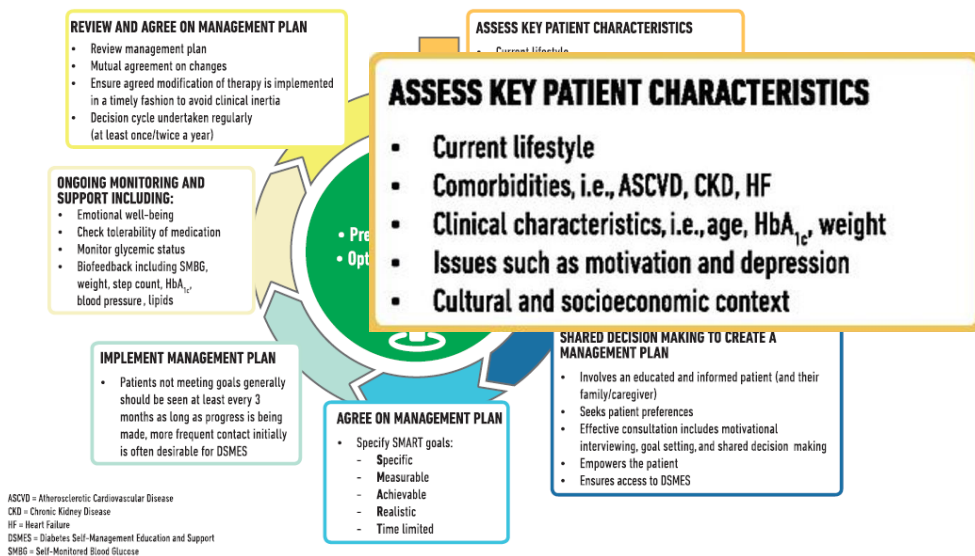 REVIEW AND AGREE ON MANAGEMENT PLAN
• Review management plan
• Mutual agreement on changes
• Ensure agreed modification of therapy is implemented
in a timely fashion to avoid clinical inertia
• Decision cycle undertaken regularly
(at least once/twice a year)
ASSESS KEY PATIENT CHARACTERISTICS
• Current lifestyle
ASSESS KEY PATIENT CHARACTERISTICS
• Current lifestyle
• Comorbidities, i.e., ASCVD, CKD, HF
• Clinical characteristics, i.e., age, HbA1c, weight
• Issues such as motivation and depression
• Cultural and socioeconomic context
ONGOING MONITORING AND
SUPPORT INCLUDING:
• Emotional well-being
• Check tolerability of medication
• Monitor glycemic status
• Biofeedback including SMBG,
weight, step count, HbA1c,
blood pressure, lipids
• Pre
• Opt
SHARED DECISION MAKING TO CREATE A
MANAGEMENT PLAN
• Involves an educated and informed patient (and their
family/caregiver)
• Seeks patient preferences
• Effective consultation includes motivational
interviewing, goal setting, and shared decision making
• Empowers the patient
• Ensures access to DSMES
IMPLEMENT MANAGEMENT PLAN
• Patients not meeting goals generally
should be seen at least every 3
months as long as progress is being
made, more frequent contact initially
is often desirable for DSMES
AGREE ON MANAGEMENT PLAN
• Specify SMART goals:
- Specific
- Measurable
- Achievable
- Realistic
- Time limited
ASCVD = Atherosclerotic Cardiovascular Disease
CKD = Chronic Kidney Disease
HF = Heart Failure
DSMES = Diabetes Self-Management Education and Support
SMBG = Self-Monitored Blood Glucose